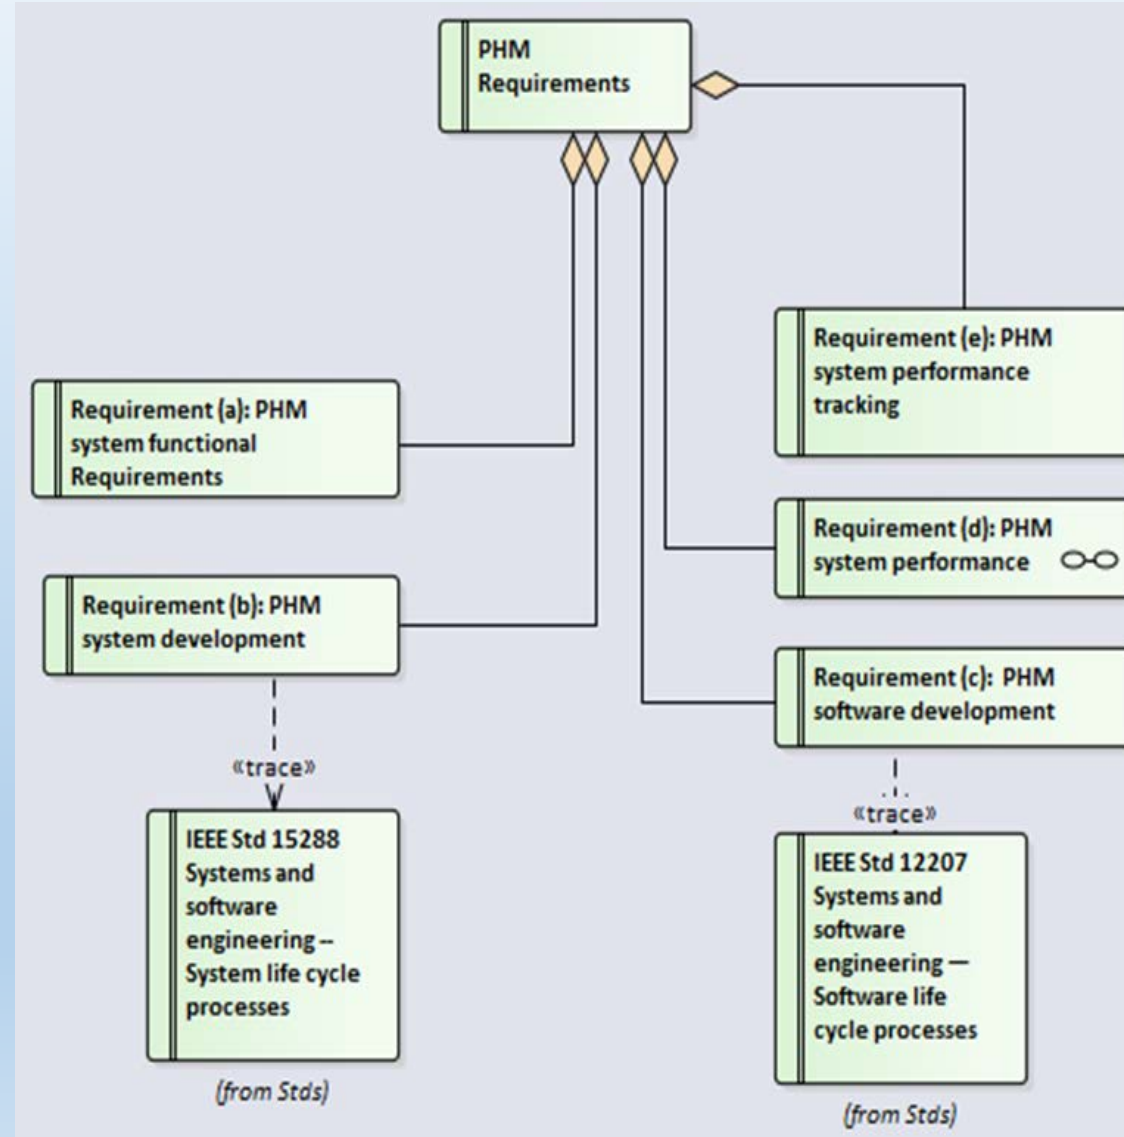 PHM
Requirements
Requirement (a): PHM
system functional
Requirements
Requirement (b): PHM
system development
«trace»
IEEE Std 15288
Systems and
software
engineering –
System life cycle
processes
(from Stds)
Requirement (e): PHM
system performance
tracking
Requirement (d): PHM
system performance
Requirement (c): PHM
software development
«trace»
IEEE Std 12207
Systems and
software
engineering —
Software life
cycle processes
(from Stds)